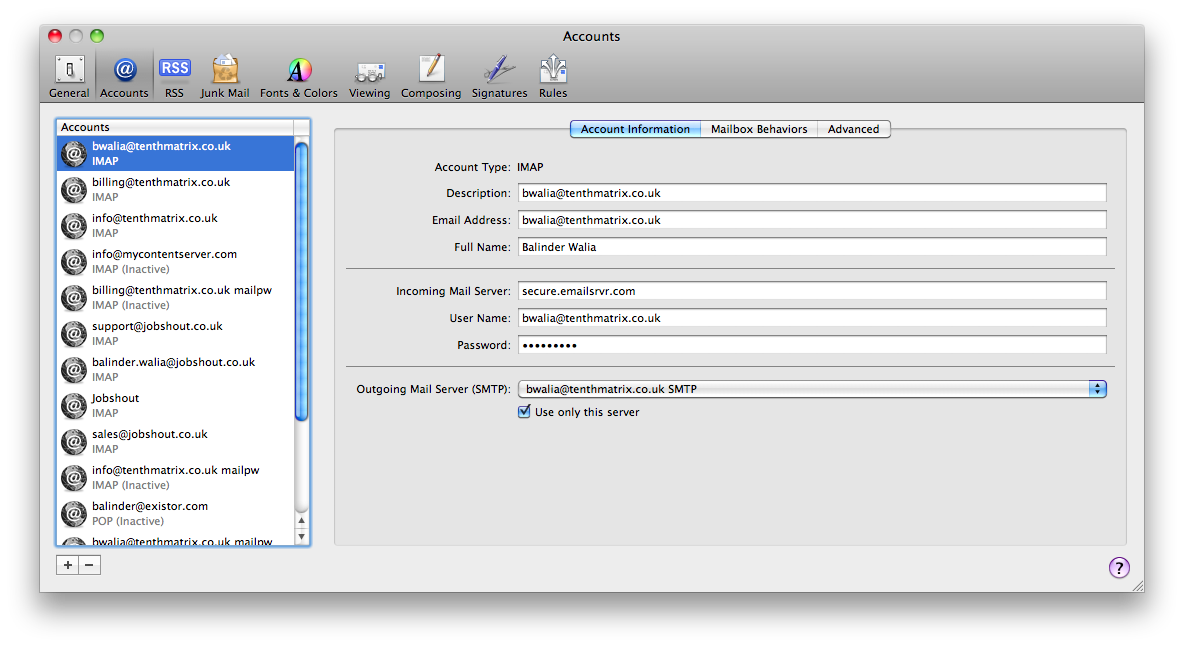 Accounts
General Accounts RSS RSS Junk Mail Fonts & Colors Viewing Composing Signatures Rules
Accounts
bwalia@tenthmatrix.co.uk
IMAP
billing@tenthmatrix.co.uk
IMAP
info@tenthmatrix.co.uk
IMAP
info@mycontentserver.com
IMAP (Inactive)
billing@tenthmatrix.co.uk mailpw
IMAP (Inactive)
support@jobshout.co.uk
IMAP
balinder.walia@jobshout.co.uk
IMAP
Jobshout
IMAP
sales@jobshout.co.uk
IMAP
info@tenthmatrix.co.uk mailpw
IMAP (Inactive)
balinder@existor.com
POP (Inactive)
bwalia@tenthmatrix.co.uk mailpw
Account Information Mailbox Behaviors Advanced
Account Type: IMAP
Description: bwalia@tenthmatrix.co.uk
Email Address: bwalia@tenthmatrix.co.uk
Full Name: Balinder Walia
Incoming Mail Server: secure.emailsrvr.com
User Name: bwalia@tenthmatrix.co.uk
Password: •••••••••
Outgoing Mail Server (SMTP): bwalia@tenthmatrix.co.uk SMTP
Use only this server
+ −
?